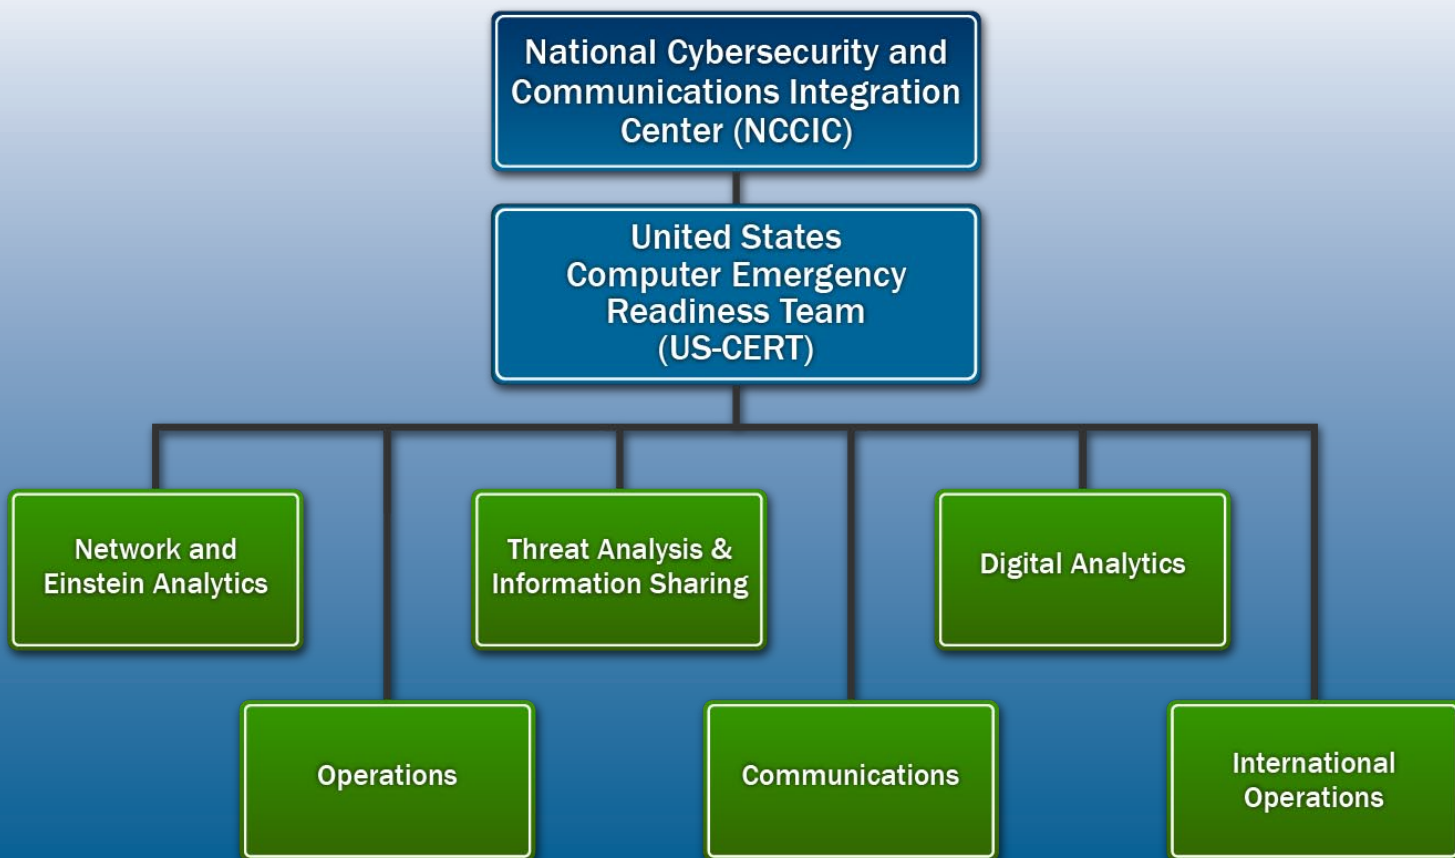 National Cybersecurity and
Communications Integration
Center (NCCIC)
United States
Computer Emergency
Readiness Team
(US-CERT)
Network and
Einstein Analytics
Threat Analysis &
Information Sharing
Digital Analytics
Operations
Communications
International
Operations